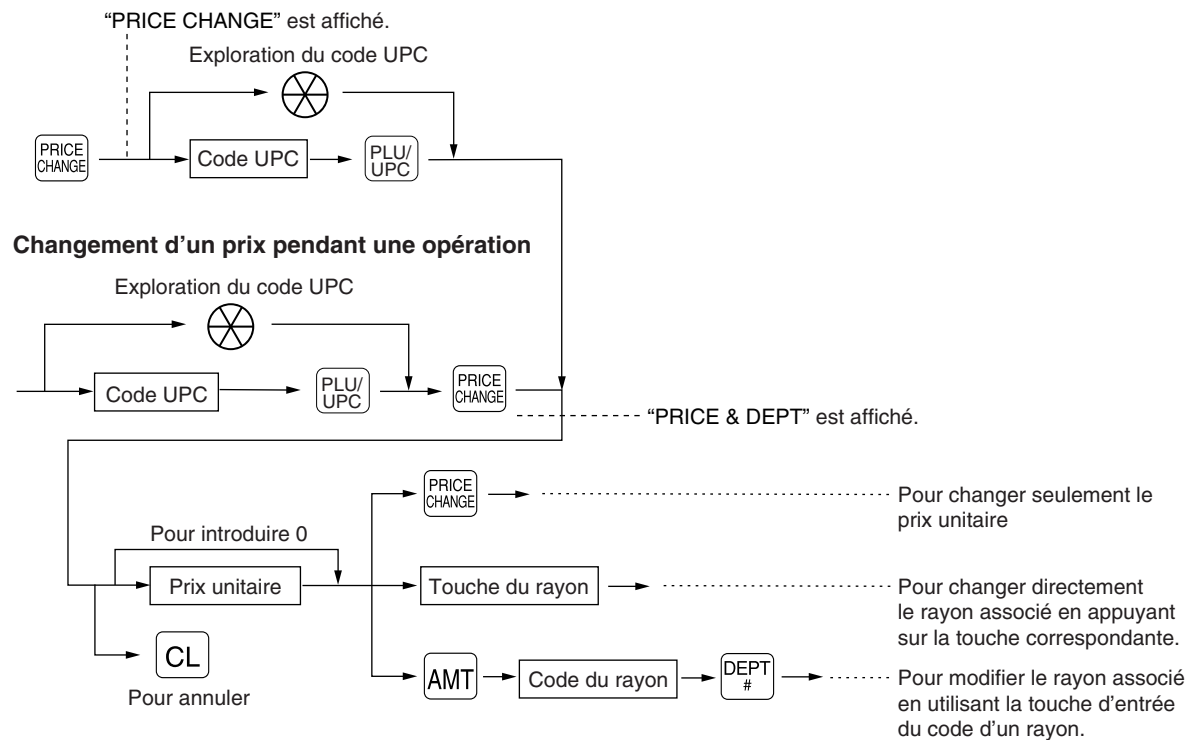 “PRICE CHANGE” est affiché.
Exploration du code UPC
PRICE
CHANGE
Code UPC
PLU/
UPC
Changement d’un prix pendant une opération
Exploration du code UPC
Code UPC
PLU/
UPC
PRICE
CHANGE
“PRICE & DEPT” est affiché.
PRICE
CHANGE
Pour changer seulement le
prix unitaire
Pour introduire 0
Prix unitaire
Touche du rayon
Pour changer directement
le rayon associé en appuyant
sur la touche correspondante.
CL
Pour annuler
AMT
Code du rayon
DEPT
#
Pour modifier le rayon associé
en utilisant la touche d’entrée
du code d’un rayon.